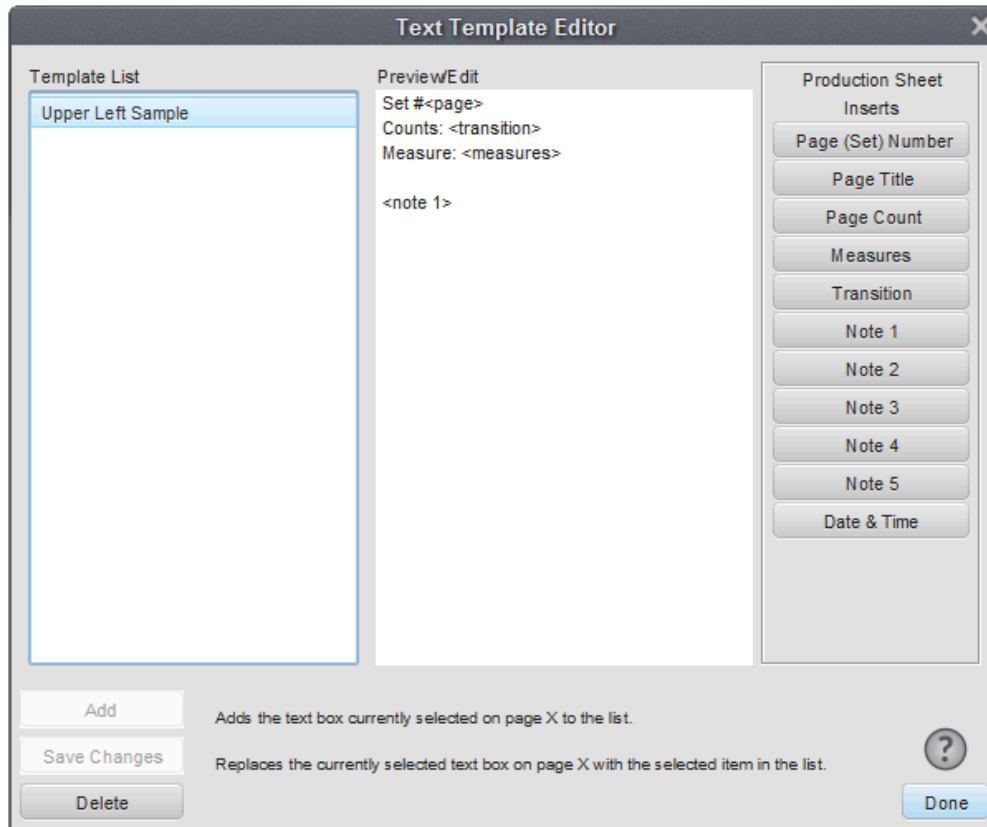 Text Template Editor
Template List
Upper Left Sample
Preview/Edit
Set #<page>
Counts: <transition>
Measure: <measures>
<note 1>
Production Sheet
Inserts
Page (Set) Number
Page Title
Page Count
Measures
Transition
Note 1
Note 2
Note 3
Note 4
Note 5
Date & Time
Add
Adds the text box currently selected on page X to the list.
Save Changes
Replaces the currently selected text box on page X with the selected item in the list.
Delete
?
Done